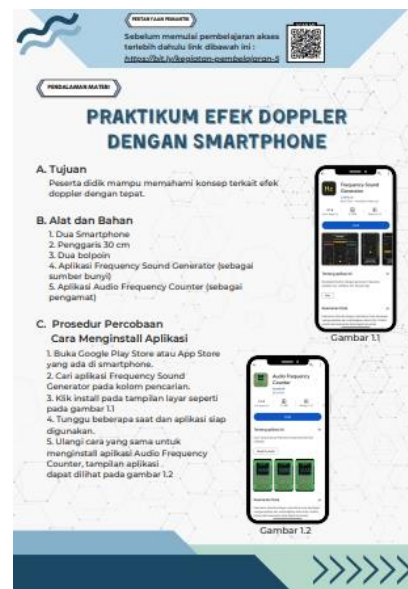 PERTANYAAN PEMANTIK
Sebelum memulai pembelajaran akses
terlebih dahulu link dibawah ini :
https://bit.ly/kegiatan-pembelajaran-5
PENDALAMAN MATERI
PRAKTIKUM EFEK DOPPLER
DENGAN SMARTPHONE
A. Tujuan
Peserta didik mampu memahami konsep terkait efek
doppler dengan tepat.
B. Alat dan Bahan
1. Dua Smartphone
2. Penggaris 30 cm
3. Dua bolpoin
4. Aplikasi Frequency Sound Generator (sebagai
sumber bunyi)
5. Aplikasi Audio Frequency Counter (sebagai
pengamat)
C. Prosedur Percobaan
Cara Menginstall Aplikasi
1. Buka Google Play Store atau App Store
yang ada di smartphone.
2. Cari aplikasi Frequency Sound
Generator pada kolom pencarian.
3. Klik install pada tampilan layar seperti
pada gambar 1.1
4. Tunggu beberapa saat dan aplikasi siap
digunakan.
5. Ulangi cara yang sama untuk
menginstall aplikasi Audio Frequency
Counter, tampilan aplikasi
dapat dilihat pada gambar 1.2
Hz
Frequency Sound
Generator
Gambar 1.1
Audio Frequency
Counter
Gambar 1.2